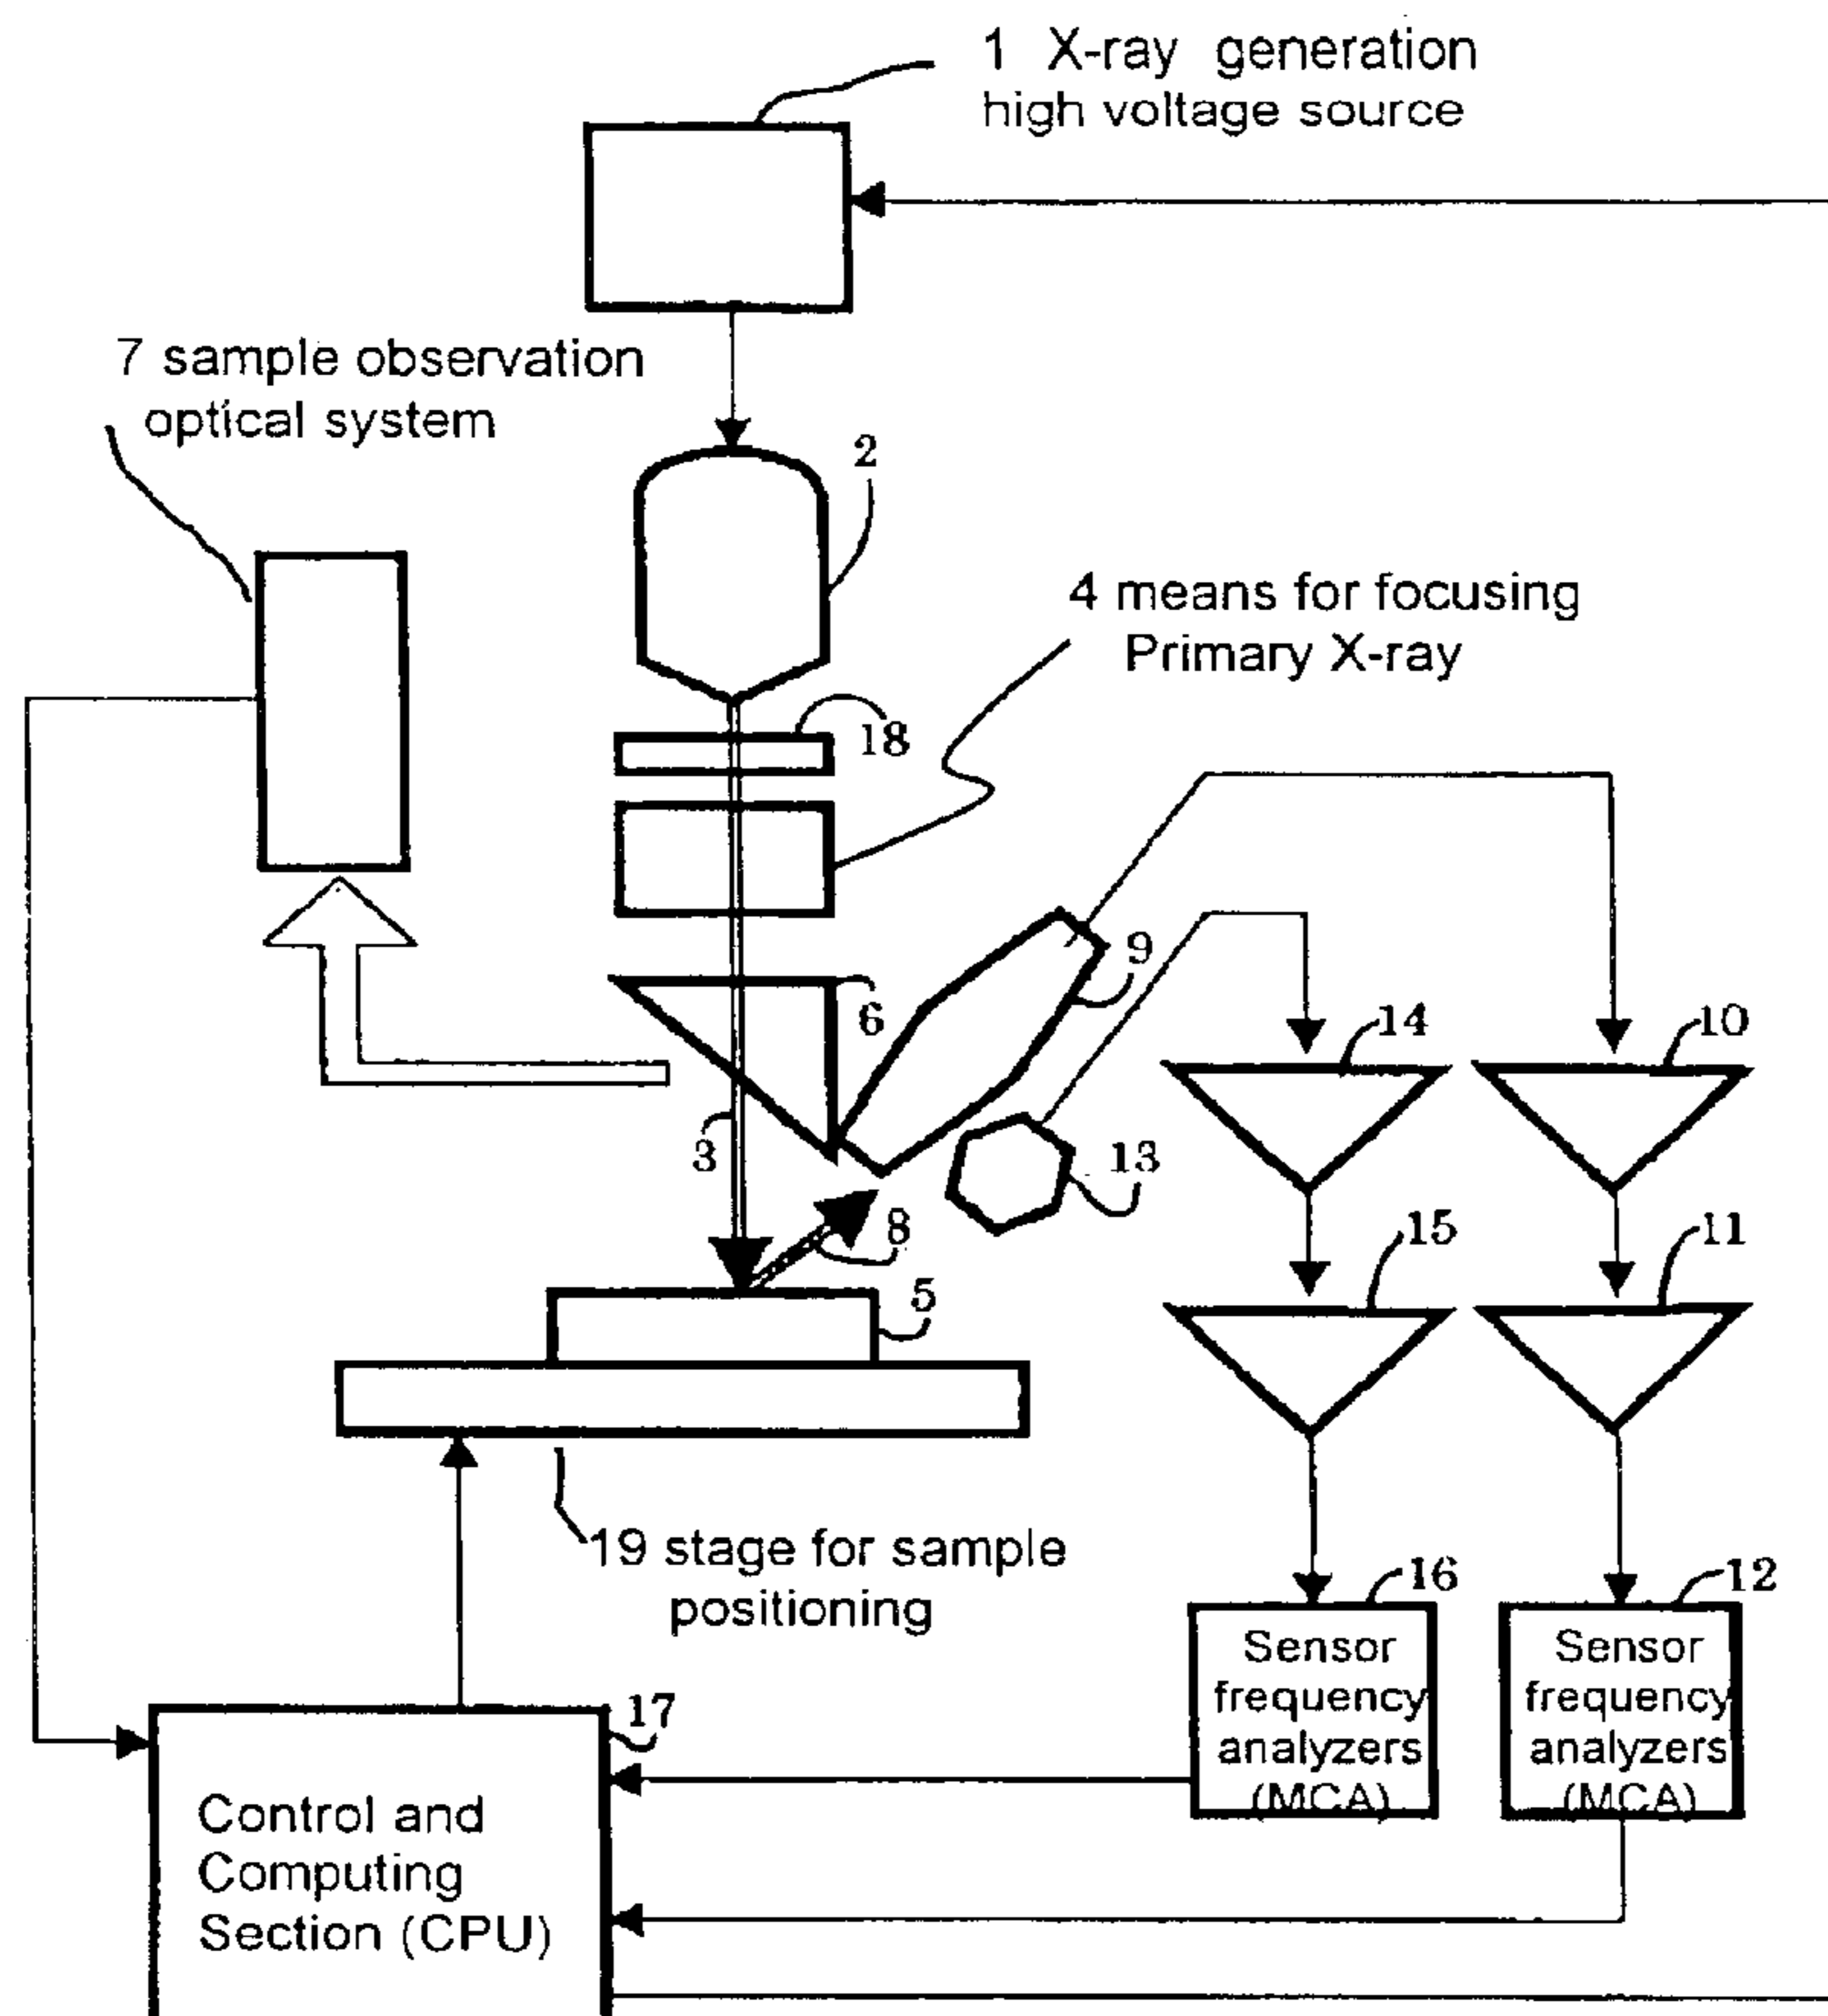 1 X-ray generation
high voltage source
7 sample observation
optical system
2
4 means for focusing
Primary X-ray
18
9
6
14
10
3
13
8
15
11
5
19 stage for sample
positioning
16
12
Sensor
frequency
analyzers
(MCA)
Sensor
frequency
analyzers
(MCA)
17
Control and
Computing
Section (CPU)